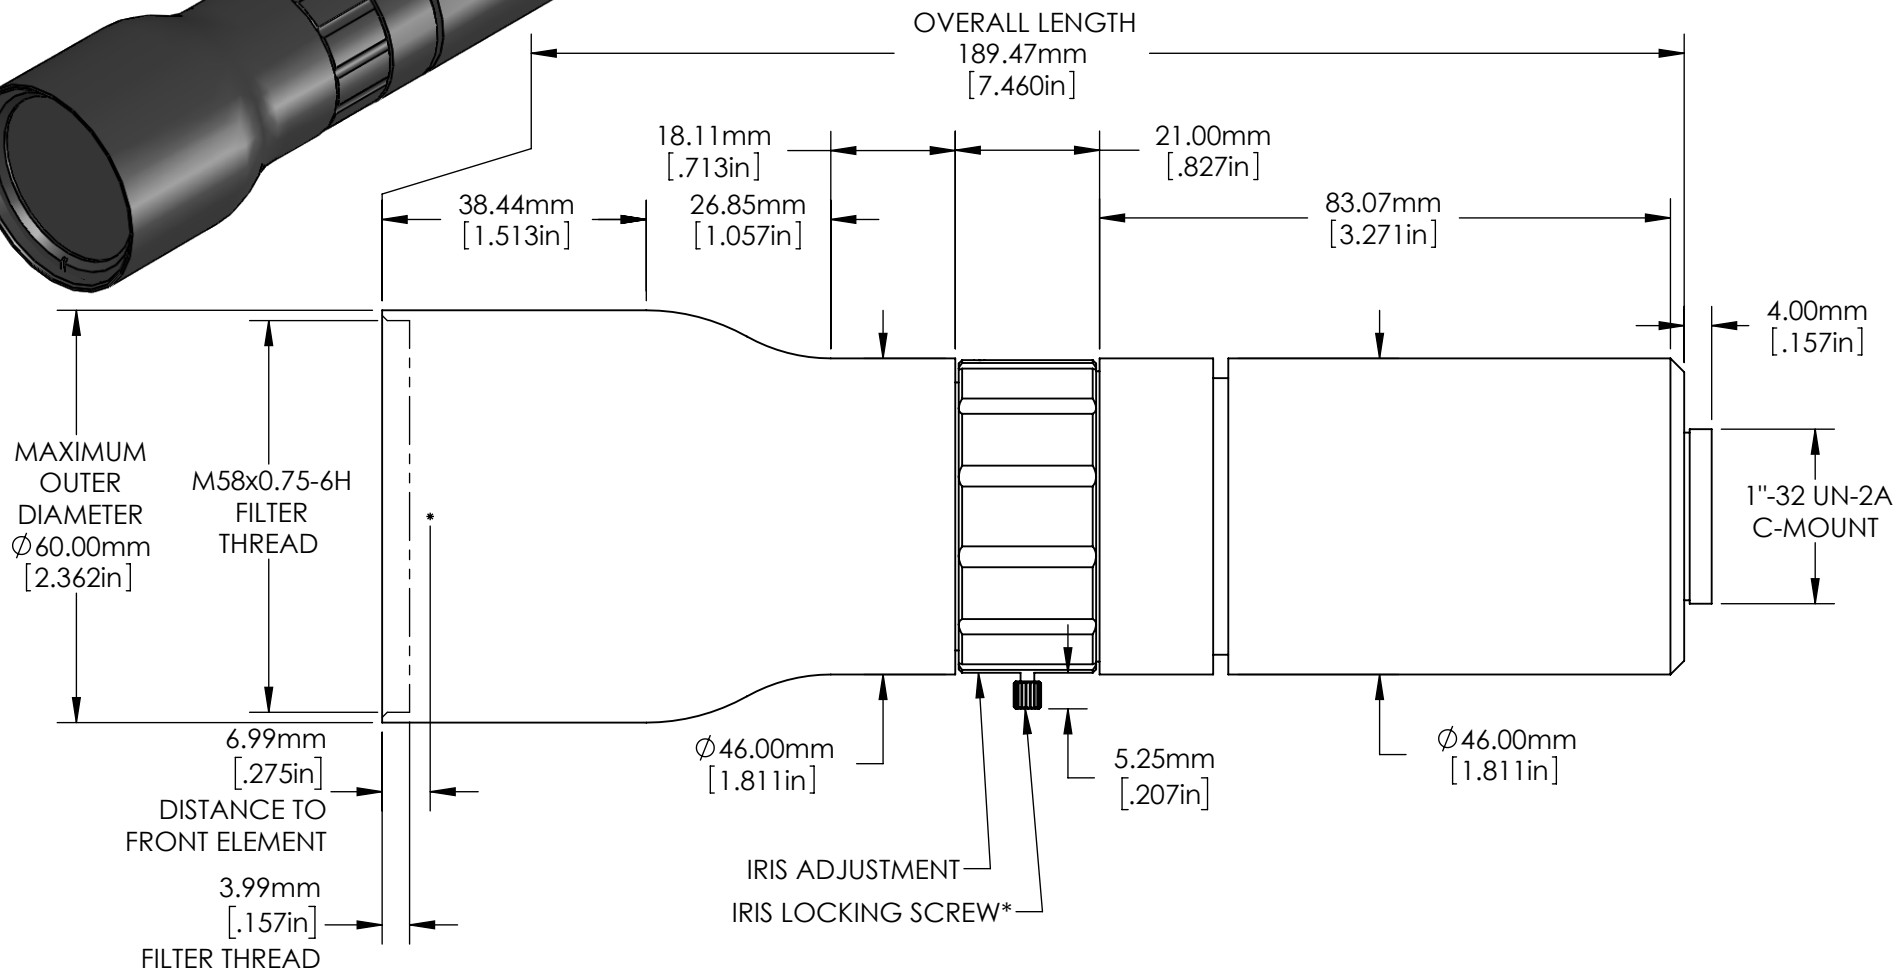 OVERALL LENGTH
189.47mm
[7.460in]
18.11mm
[.713in]
21.00mm
[.827in]
38.44mm
[1.513in]
26.85mm
[1.057in]
83.07mm
[3.271in]
4.00mm
[.157in]
MAXIMUM
OUTER
DIAMETER
∅60.00mm
[2.362in]
M58x0.75-6H
FILTER
THREAD
*
1"-32 UN-2A
C-MOUNT
6.99mm
[.275in]
DISTANCE TO
FRONT ELEMENT
∅46.00mm
[1.811in]
5.25mm
[.207in]
∅46.00mm
[1.811in]
IRIS ADJUSTMENT
IRIS LOCKING SCREW*
3.99mm
[.157in]
FILTER THREAD